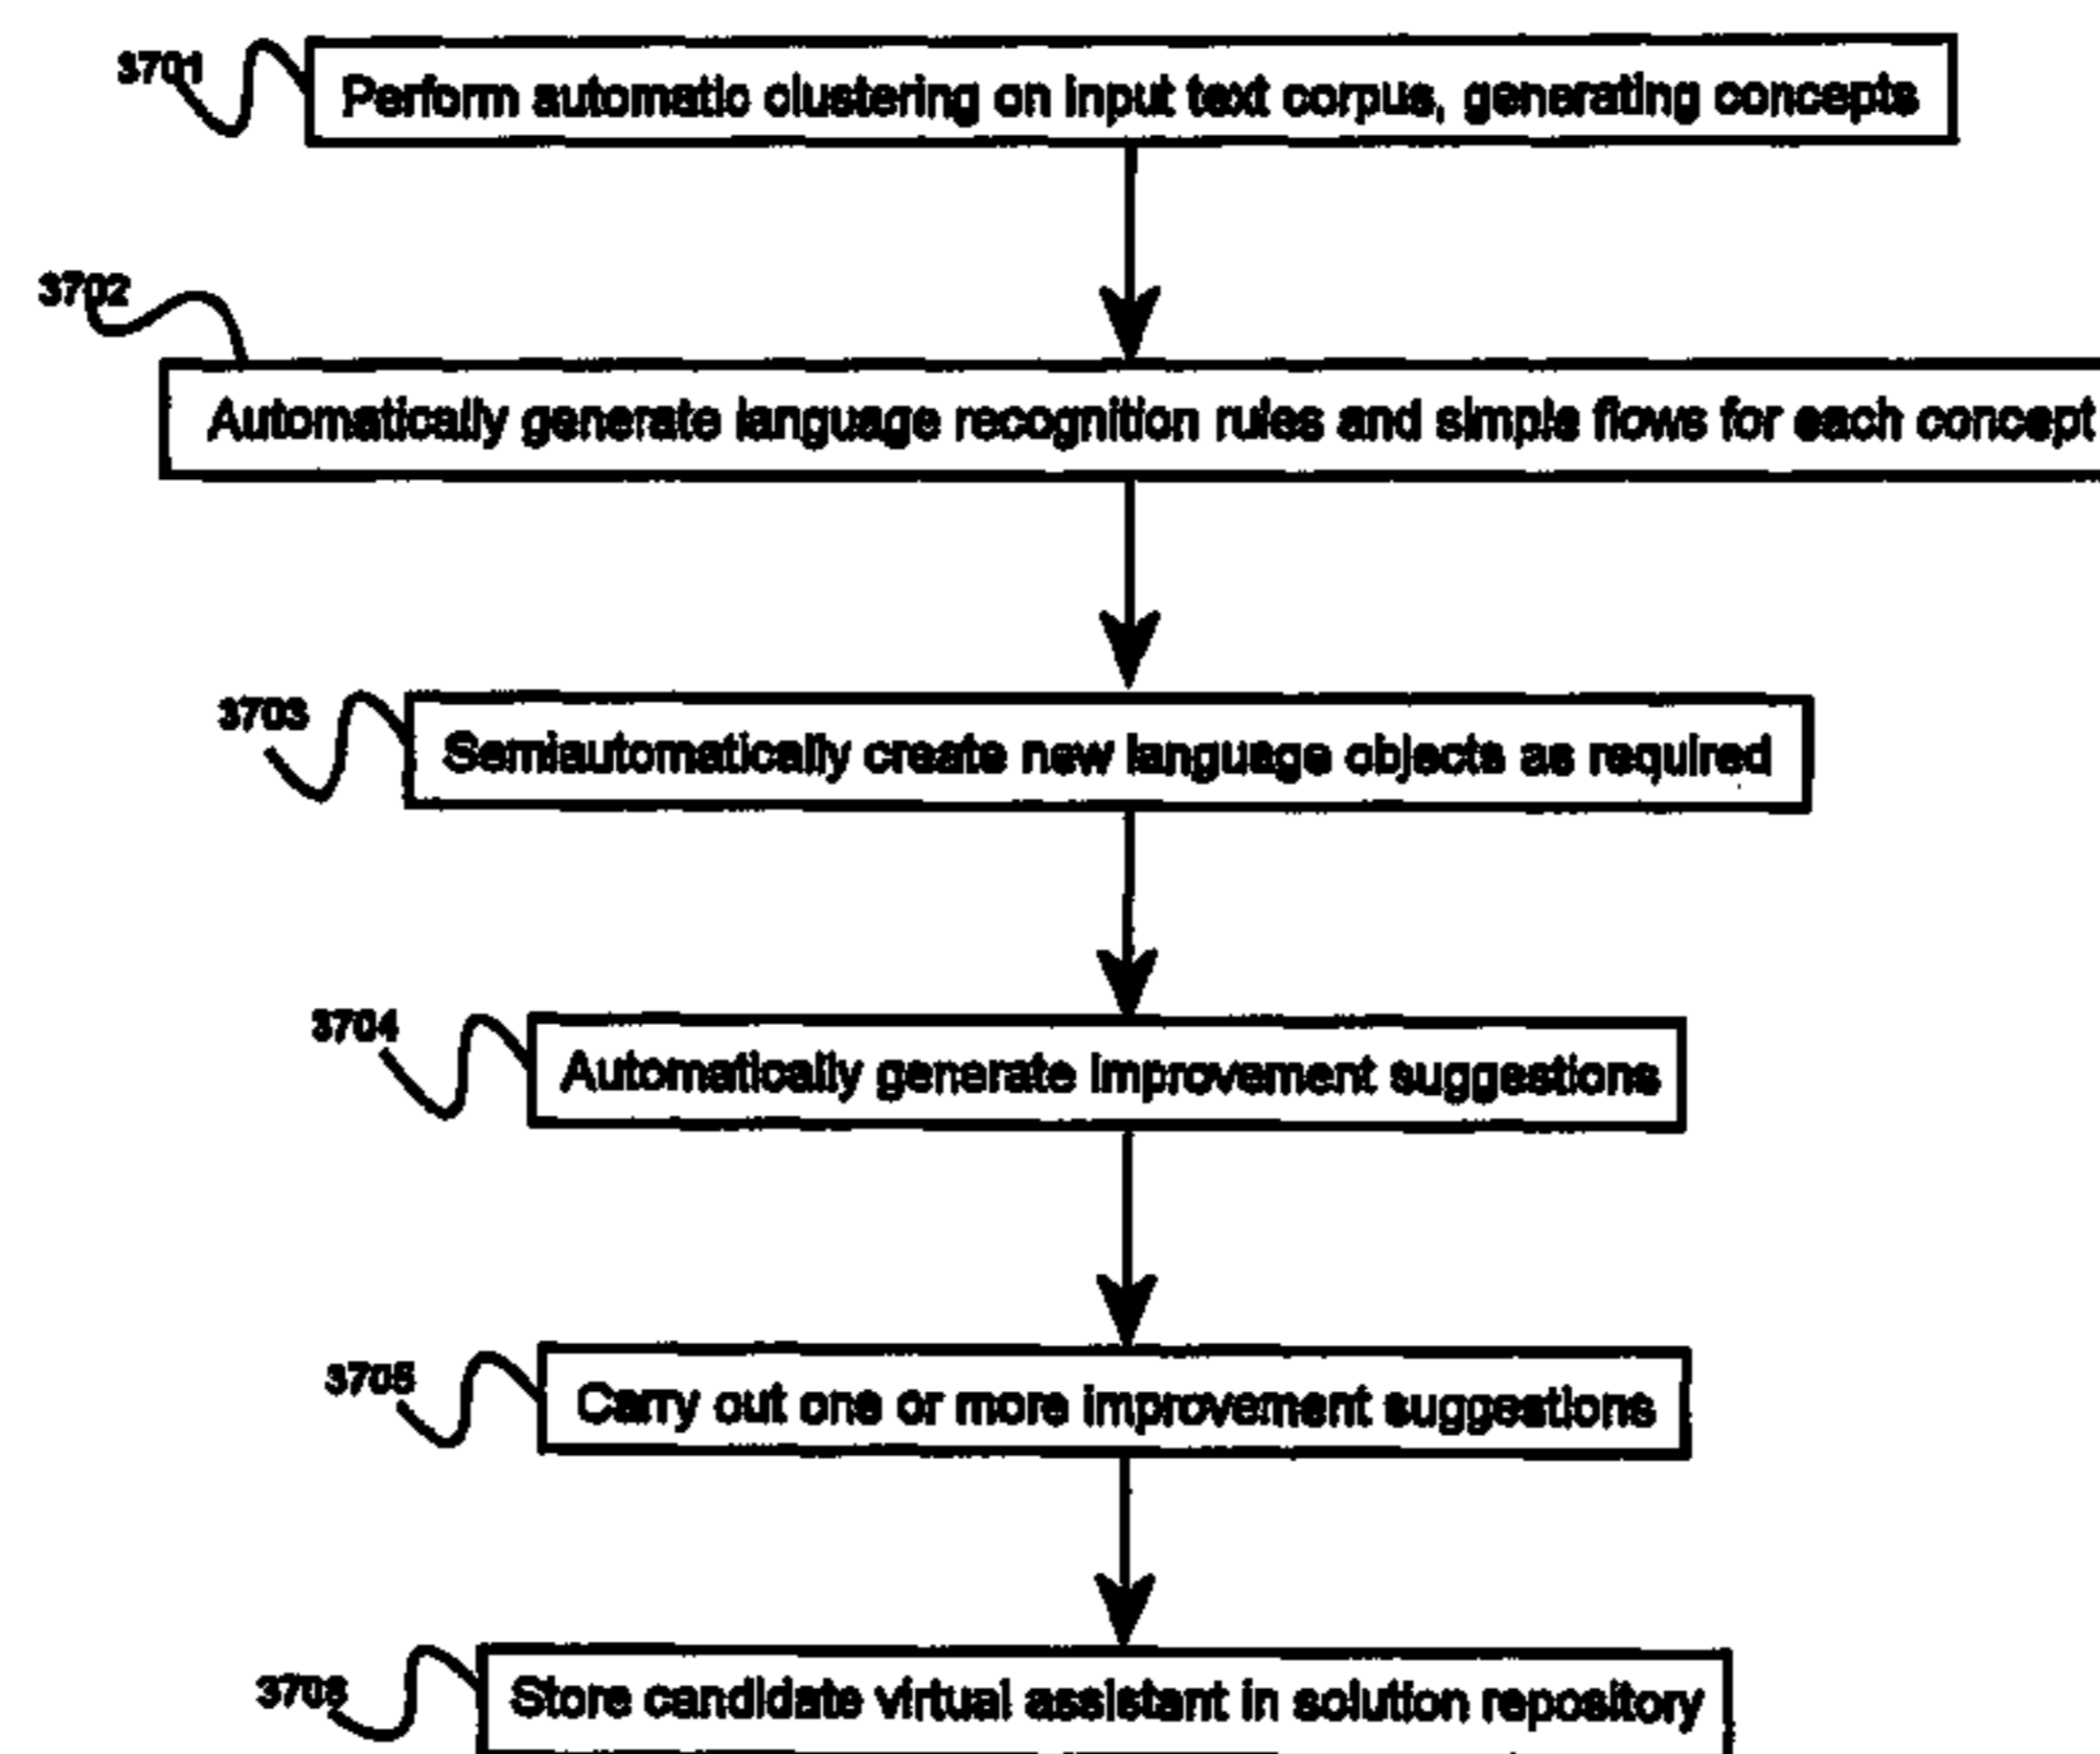 3701
Perform automatic clustering on input text corpus, generating concepts
3702
Automatically generate language recognition rules and simple flows for each concept
3703
Semiautomatically create new language objects as required
3704
Automatically generate improvement suggestions
3705
Carry out one or more improvement suggestions
3706
Store candidate virtual assistant in solution repository